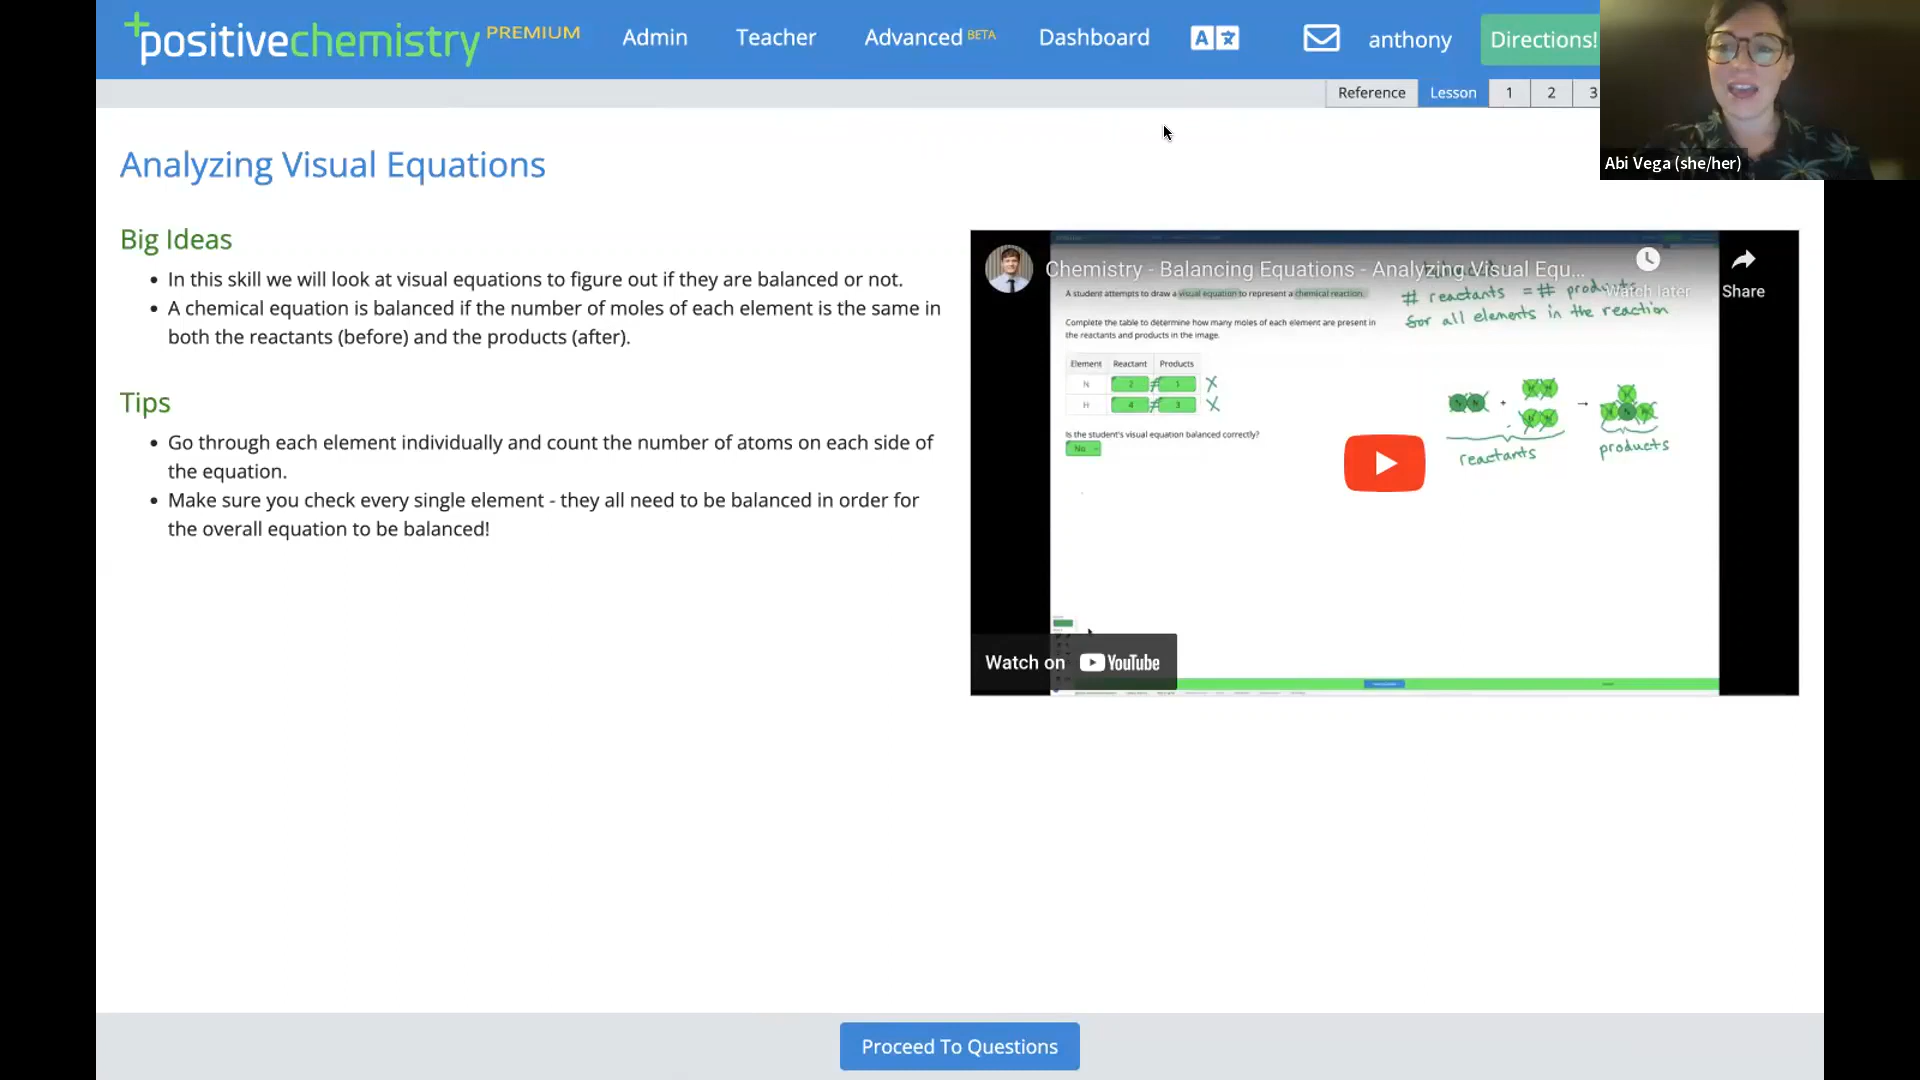 +positivechemistry PREMIUM
Admin
Teacher
Advanced BETA
Dashboard
anthony
Directions!
Reference
Lesson
1
2
3
Abi Vega (she/her)
Analyzing Visual Equations
Big Ideas
• In this skill we will look at visual equations to figure out if they are balanced or not.
• A chemical equation is balanced if the number of moles of each element is the same in
both the reactants (before) and the products (after).
Tips
• Go through each element individually and count the number of atoms on each side of
the equation.
• Make sure you check every single element - they all need to be balanced in order for
the overall equation to be balanced!
Chemistry - Balancing Equations - Analyzing Visual Equ...
Watch later
Share
A student attempts to draw a visual equation to represent a chemical reaction.
# reactants = # products
for all elements in the reaction
Complete the table to determine how many moles of each element are present in
the reactants and products in the image.
Element Reactant Products
N 2 ≠ 1 X
H 4 ≠ 3 X
Is the student's visual equation balanced correctly?
No
+ →
reactants
products
Watch on YouTube
Proceed To Questions